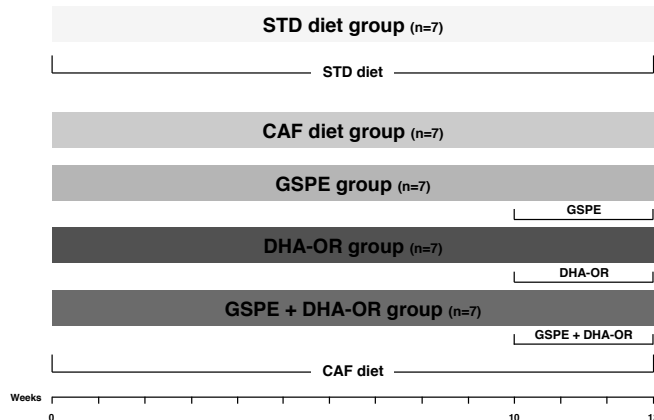 STD diet group (n=7)
STD diet
CAF diet group (n=7)
GSPE group (n=7)
GSPE
DHA-OR group (n=7)
DHA-OR
GSPE + DHA-OR group (n=7)
GSPE + DHA-OR
CAF diet
Weeks
0 10